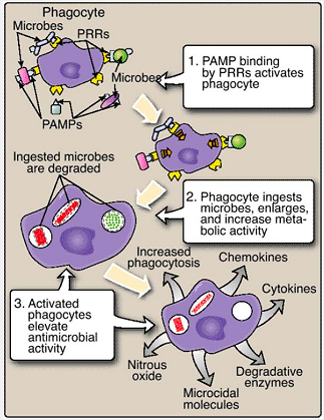 Phagocyte
Microbes
PRRs
Microbes
PAMPs
1. PAMP binding
by PRRs activates
phagocyte
Ingested microbes
are degraded
2. Phagocyte ingests
microbes, enlarges,
and increase meta-
bolic activity
3. Activated
phagocytes
elevate
antimicrobial
activity
Increased
phagocytosis
Chemokines
Cytokines
Degradative
enzymes
Microcidal
molecules
Nitrous
oxide